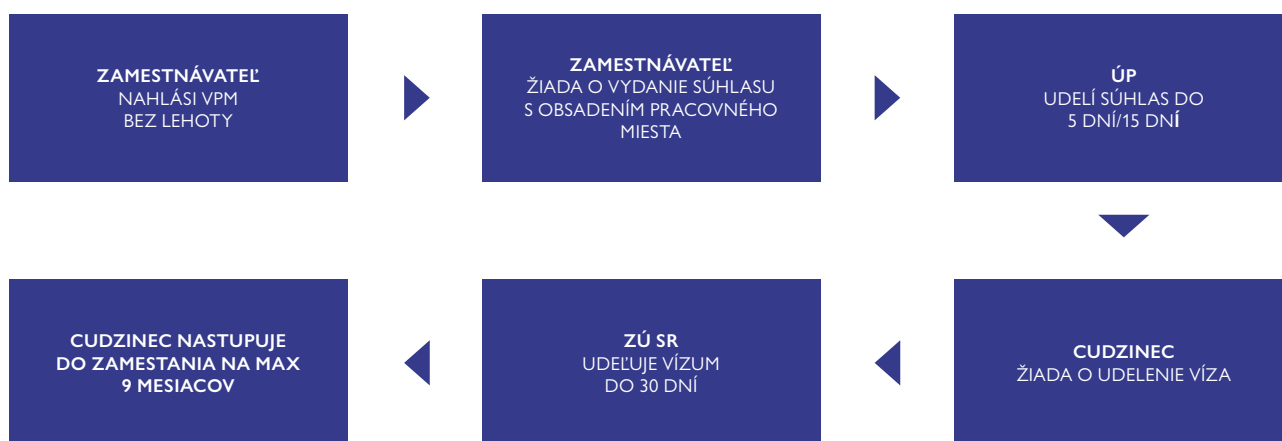 ZAMESTNÁVATEĽ
NAHLÁSI VPM
BEZ LEHOTY
ZAMESTNÁVATEĽ
ŽIADA O VYDANIE SÚHLASU
S OBSADENÍM PRACOVNÉHO
MIESTA
ÚP
UDELÍ SÚHLAS DO
5 DNÍ/15 DNÍ
CUDZINEC
ŽIADA O UDELENIE VÍZA
ZÚ SR
UDEĽUJE VÍZUM
DO 30 DNÍ
CUDZINEC NASTUPUJE
DO ZAMESTANIA NA MAX
9 MESIACOV